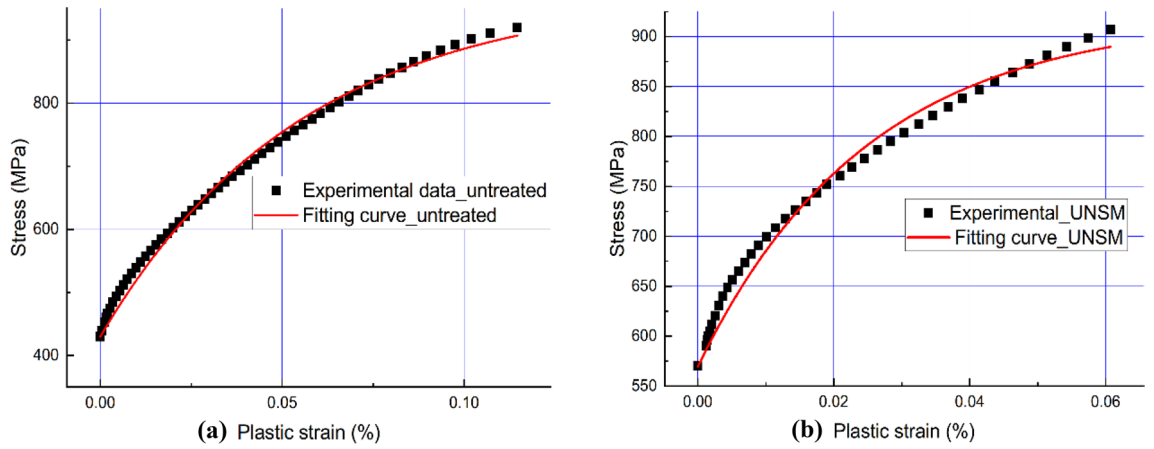 Stress (MPa)
800
600
400
0.00
0.05
0.10
Experimental data_untreated
Fitting curve_untreated
(a) Plastic strain (%)
Stress (MPa)
900
850
800
750
700
650
600
550
0.00
0.02
0.04
0.06
Experimental_UNSM
Fitting curve_UNSM
(b) Plastic strain (%)